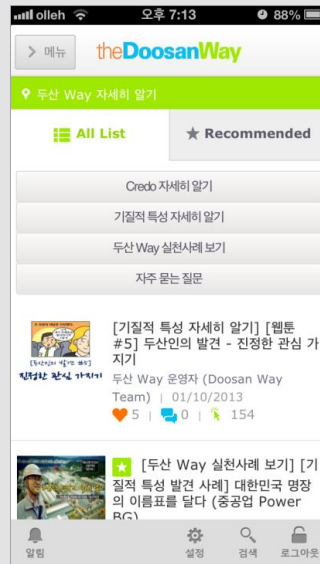 olleh 오후 7:13 88%
메뉴 theDoosanWay
두산 Way 자세히 알기
All List
Recommended
Credo 자세히 알기
기질적 특성 자세히 알기
두산 Way 실천사례 보기
자주 묻는 질문
[기질적 특성 자세히 알기] [웹툰
#5] 두산인의 발견 - 진정한 관심 가
지기
[두산인의 발견 #5]
진정한 관심 가지기
두산 Way 운영자 (Doosan Way
Team) | 01/10/2013
5 | 0 | 154
[두산 Way 실천사례 보기] [기
질적 특성 발견 사례] 대한민국 명장
의 이름표를 달다 (중공업 Power
BG)
알림 설정 검색 로그아웃